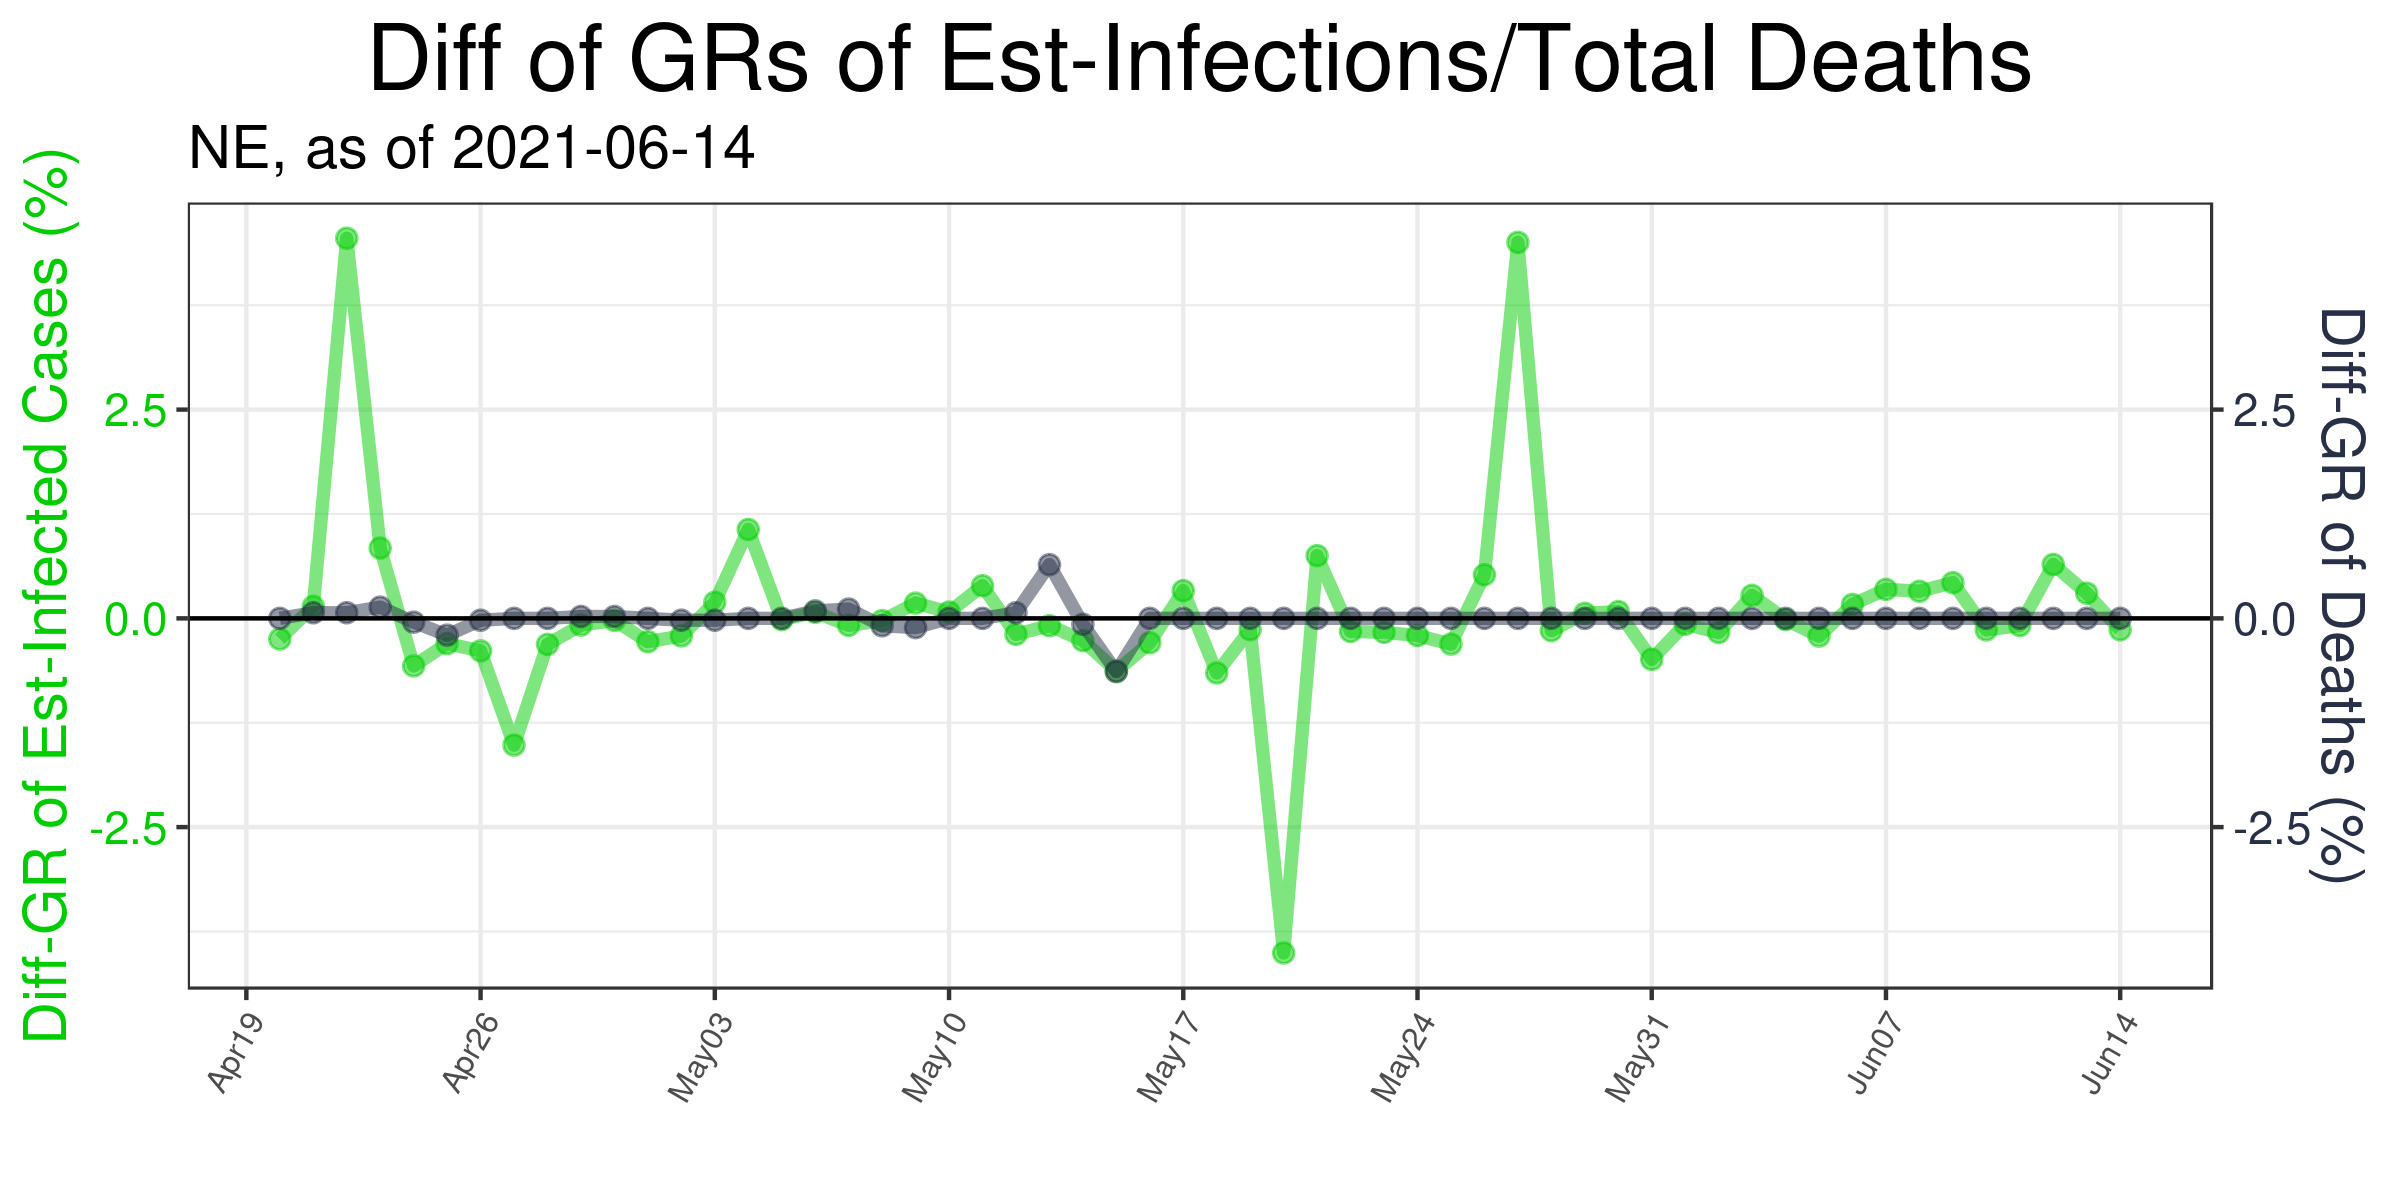 Diff of GRs of Est-Infections/Total Deaths
NE, as of 2021-06-14
Diff-GR of Est-Infected Cases (%)
2.5
0.0
-2.5
2.5
0.0
-2.5
Diff-GR of Deaths (%)
Apr19
Apr26
May03
May10
May17
May24
May31
Jun07
Jun14